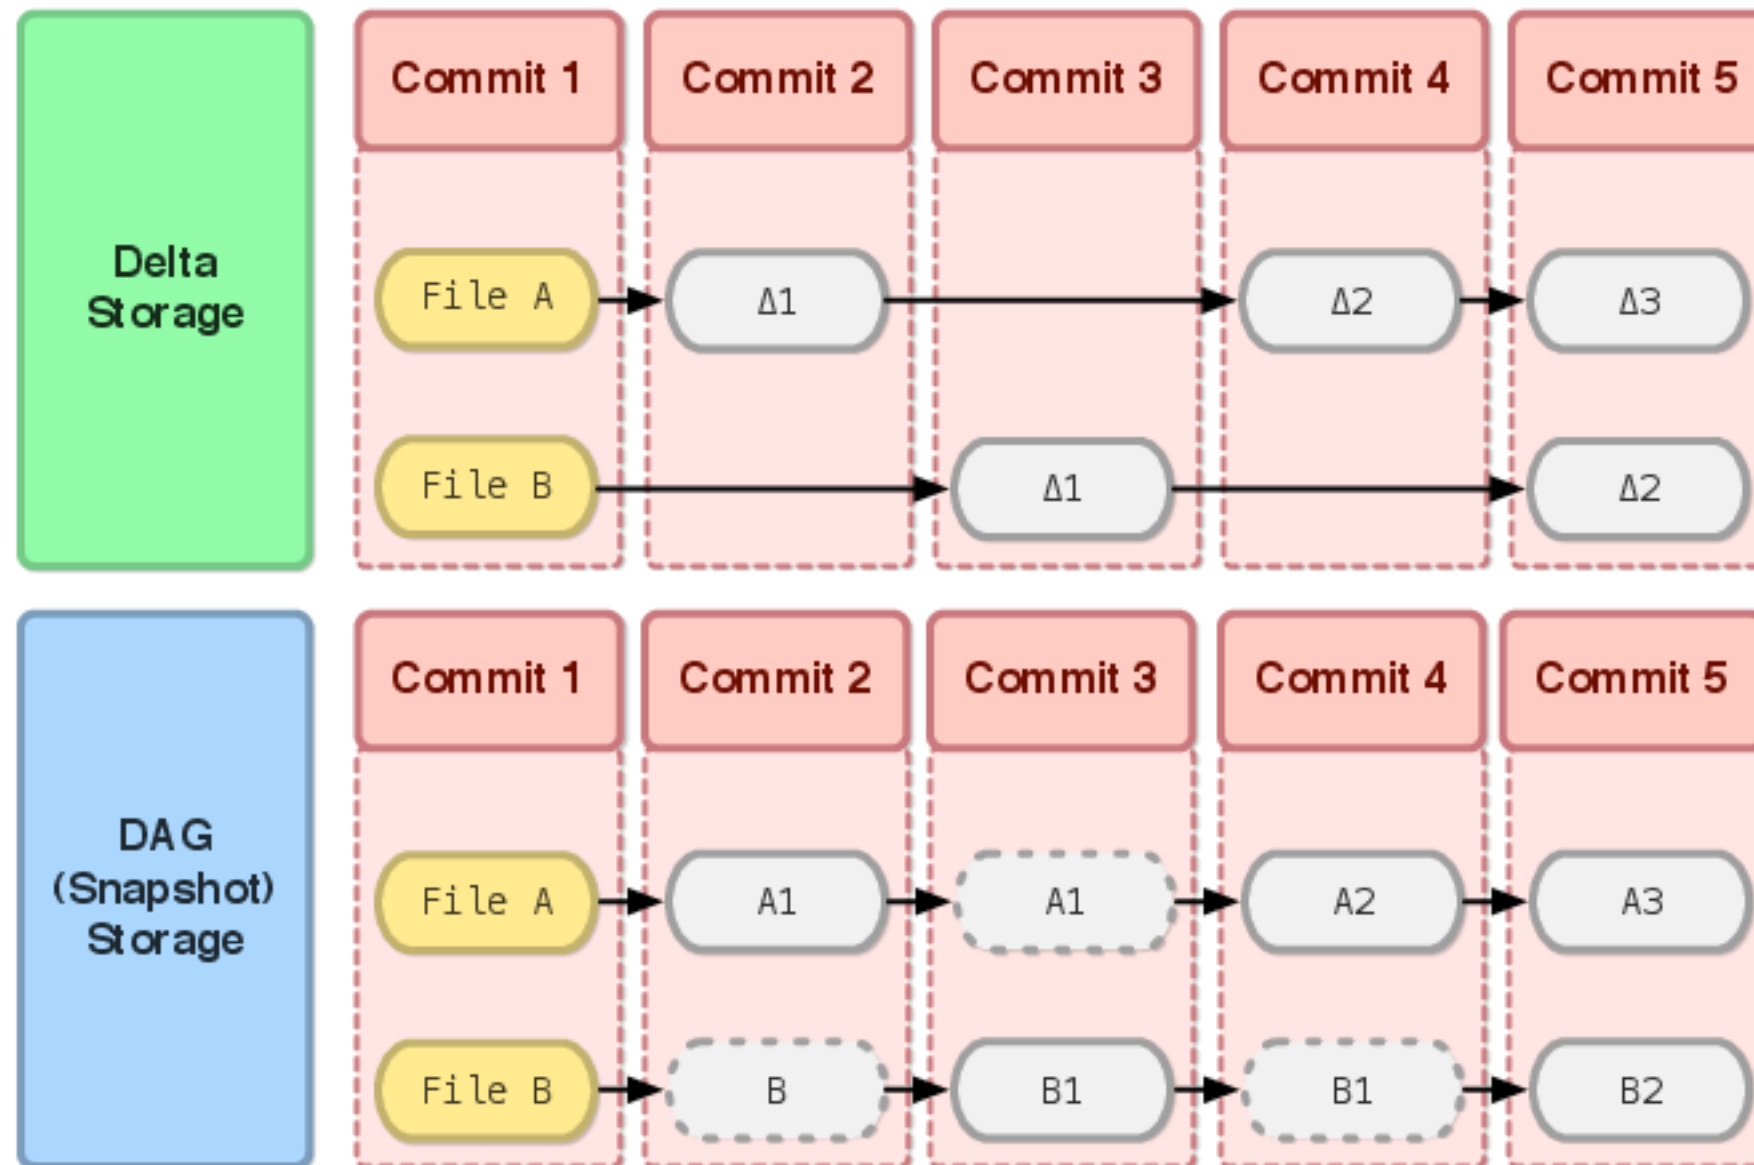 Delta
Storage
Commit 1
Commit 2
Commit 3
Commit 4
Commit 5
File A
Δ1
Δ2
Δ3
File B
Δ1
Δ2
DAG
(Snapshot)
Storage
Commit 1
Commit 2
Commit 3
Commit 4
Commit 5
File A
A1
A1
A2
A3
File B
B
B1
B1
B2